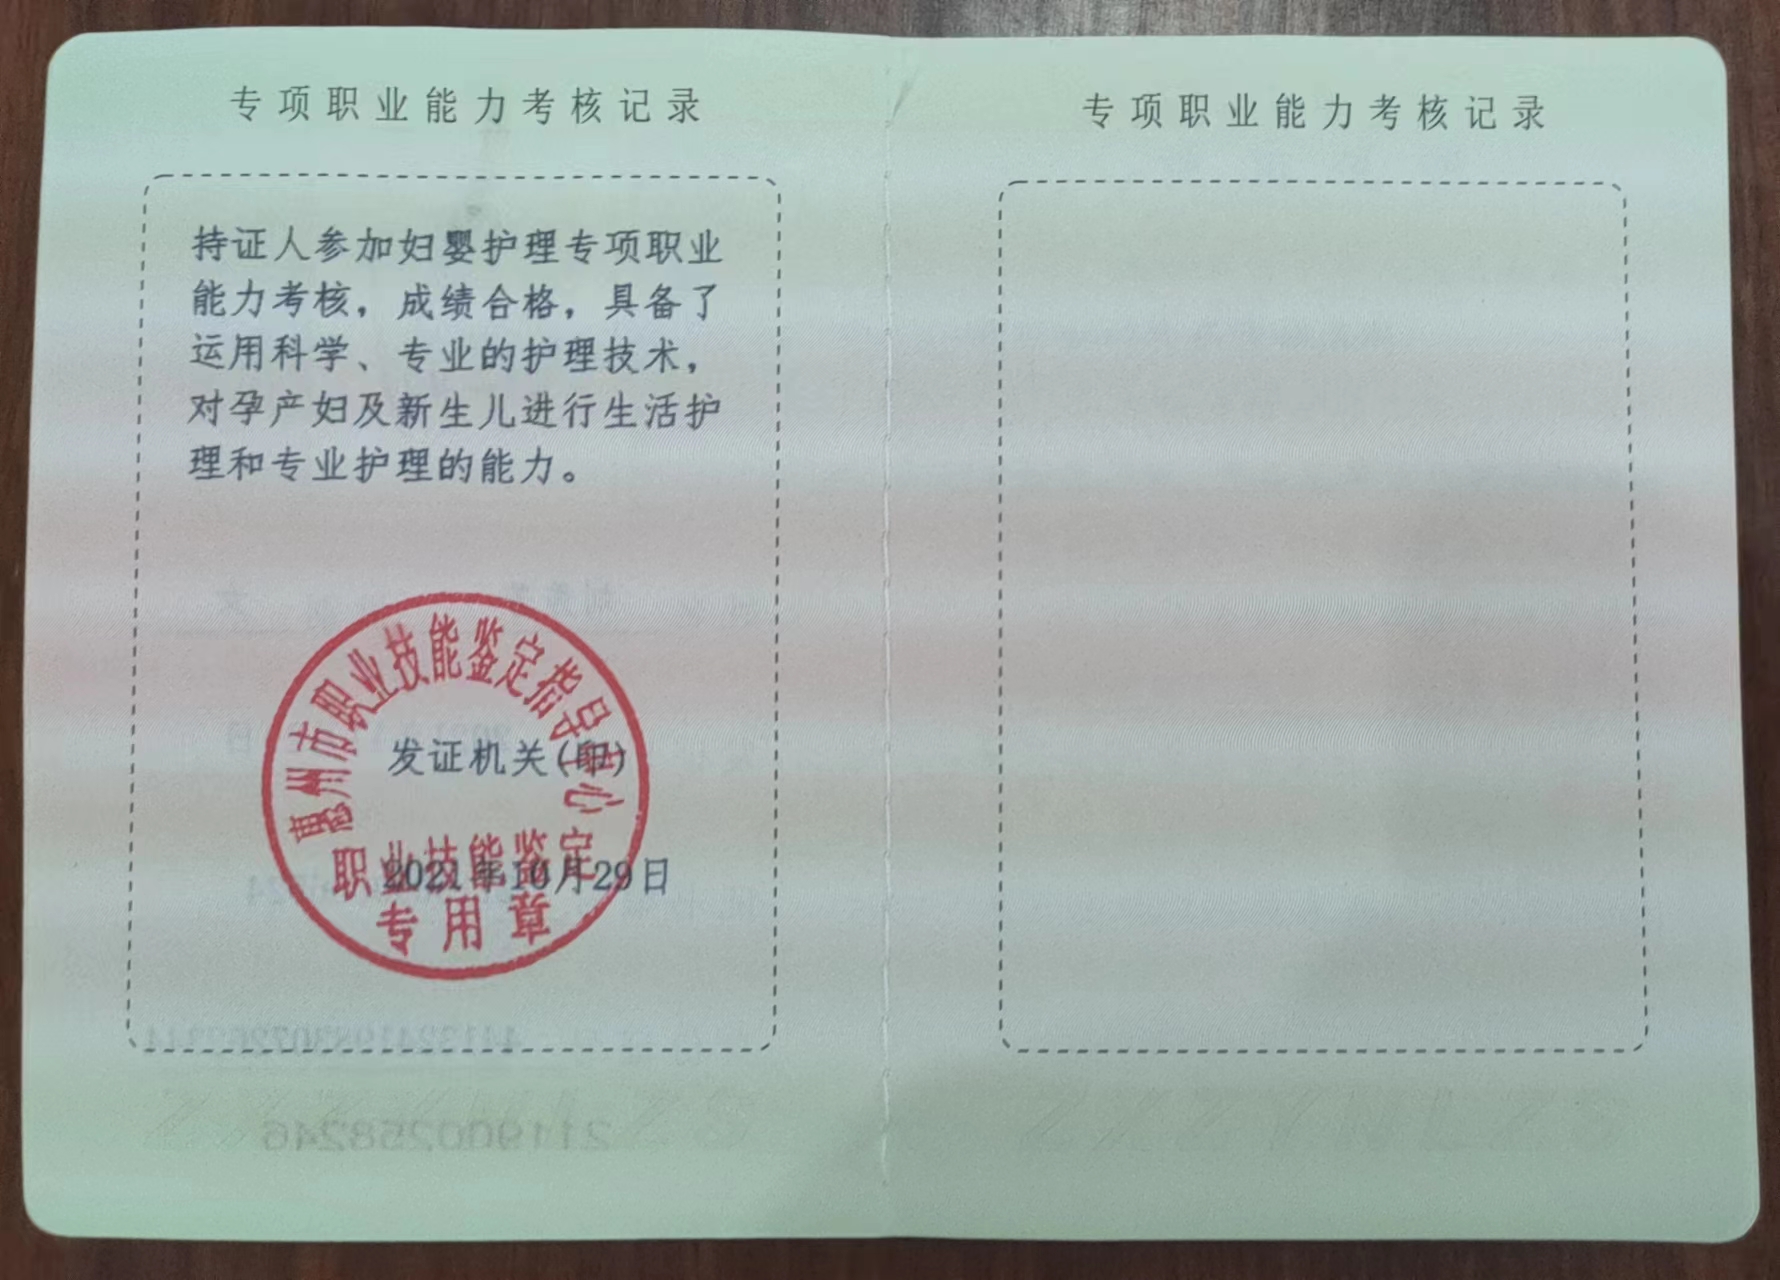 专项职业能力考核记录
持证人参加妇婴护理专项职业
能力考核，成绩合格，具备了
运用科学、专业的护理技术，
对孕产妇及新生儿进行生活护
理和专业护理的能力。
惠州市职业技能鉴定指导中心
发证机关(印)
职业技能鉴定
2021年10月29日
专用章
专项职业能力考核记录